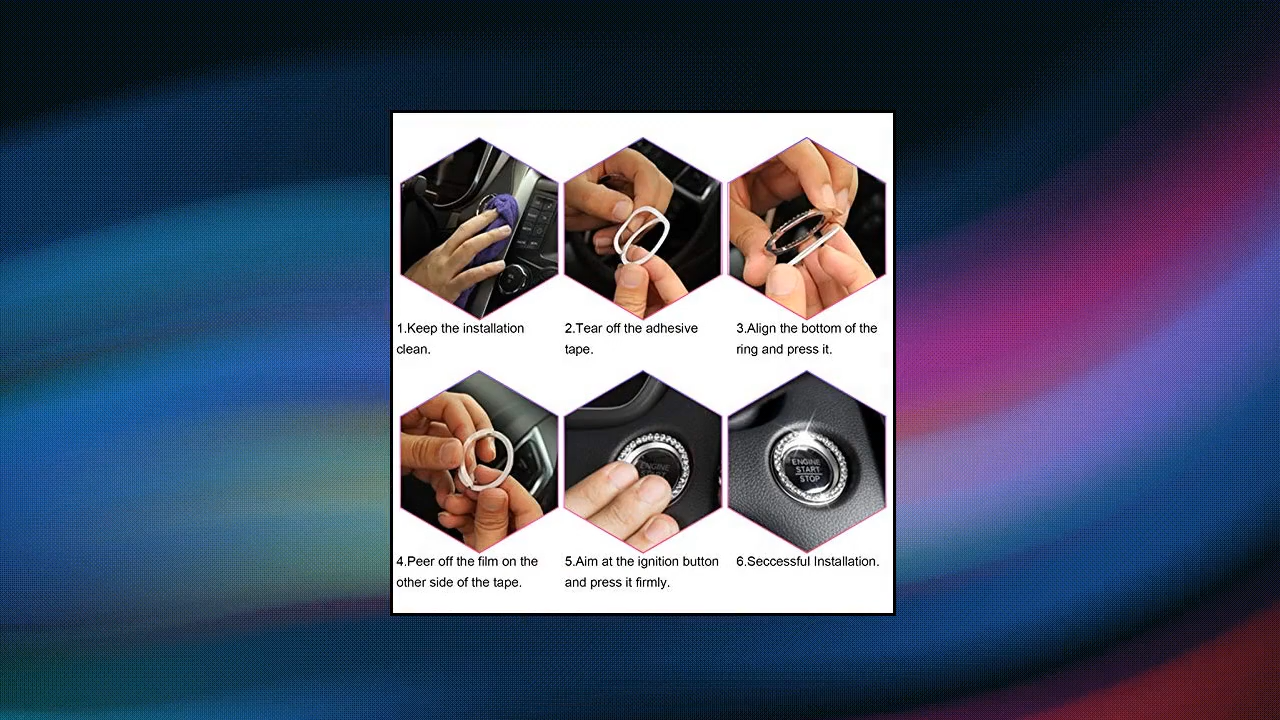 1.Keep the installation
clean.
2.Tear off the adhesive
tape.
3.Align the bottom of the
ring and press it.
4.Peer off the film on the
other side of the tape.
5.Aim at the ignition button
and press it firmly.
6.Seccessful Installation.
ENGINE
START
ENGINE
START
STOP